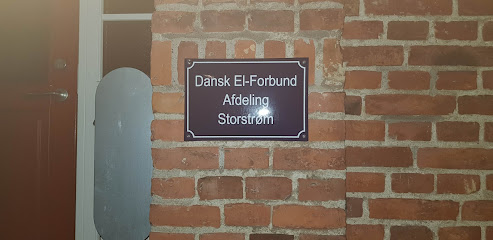 Dansk El-Forbund
Afdeling
Storstrøm